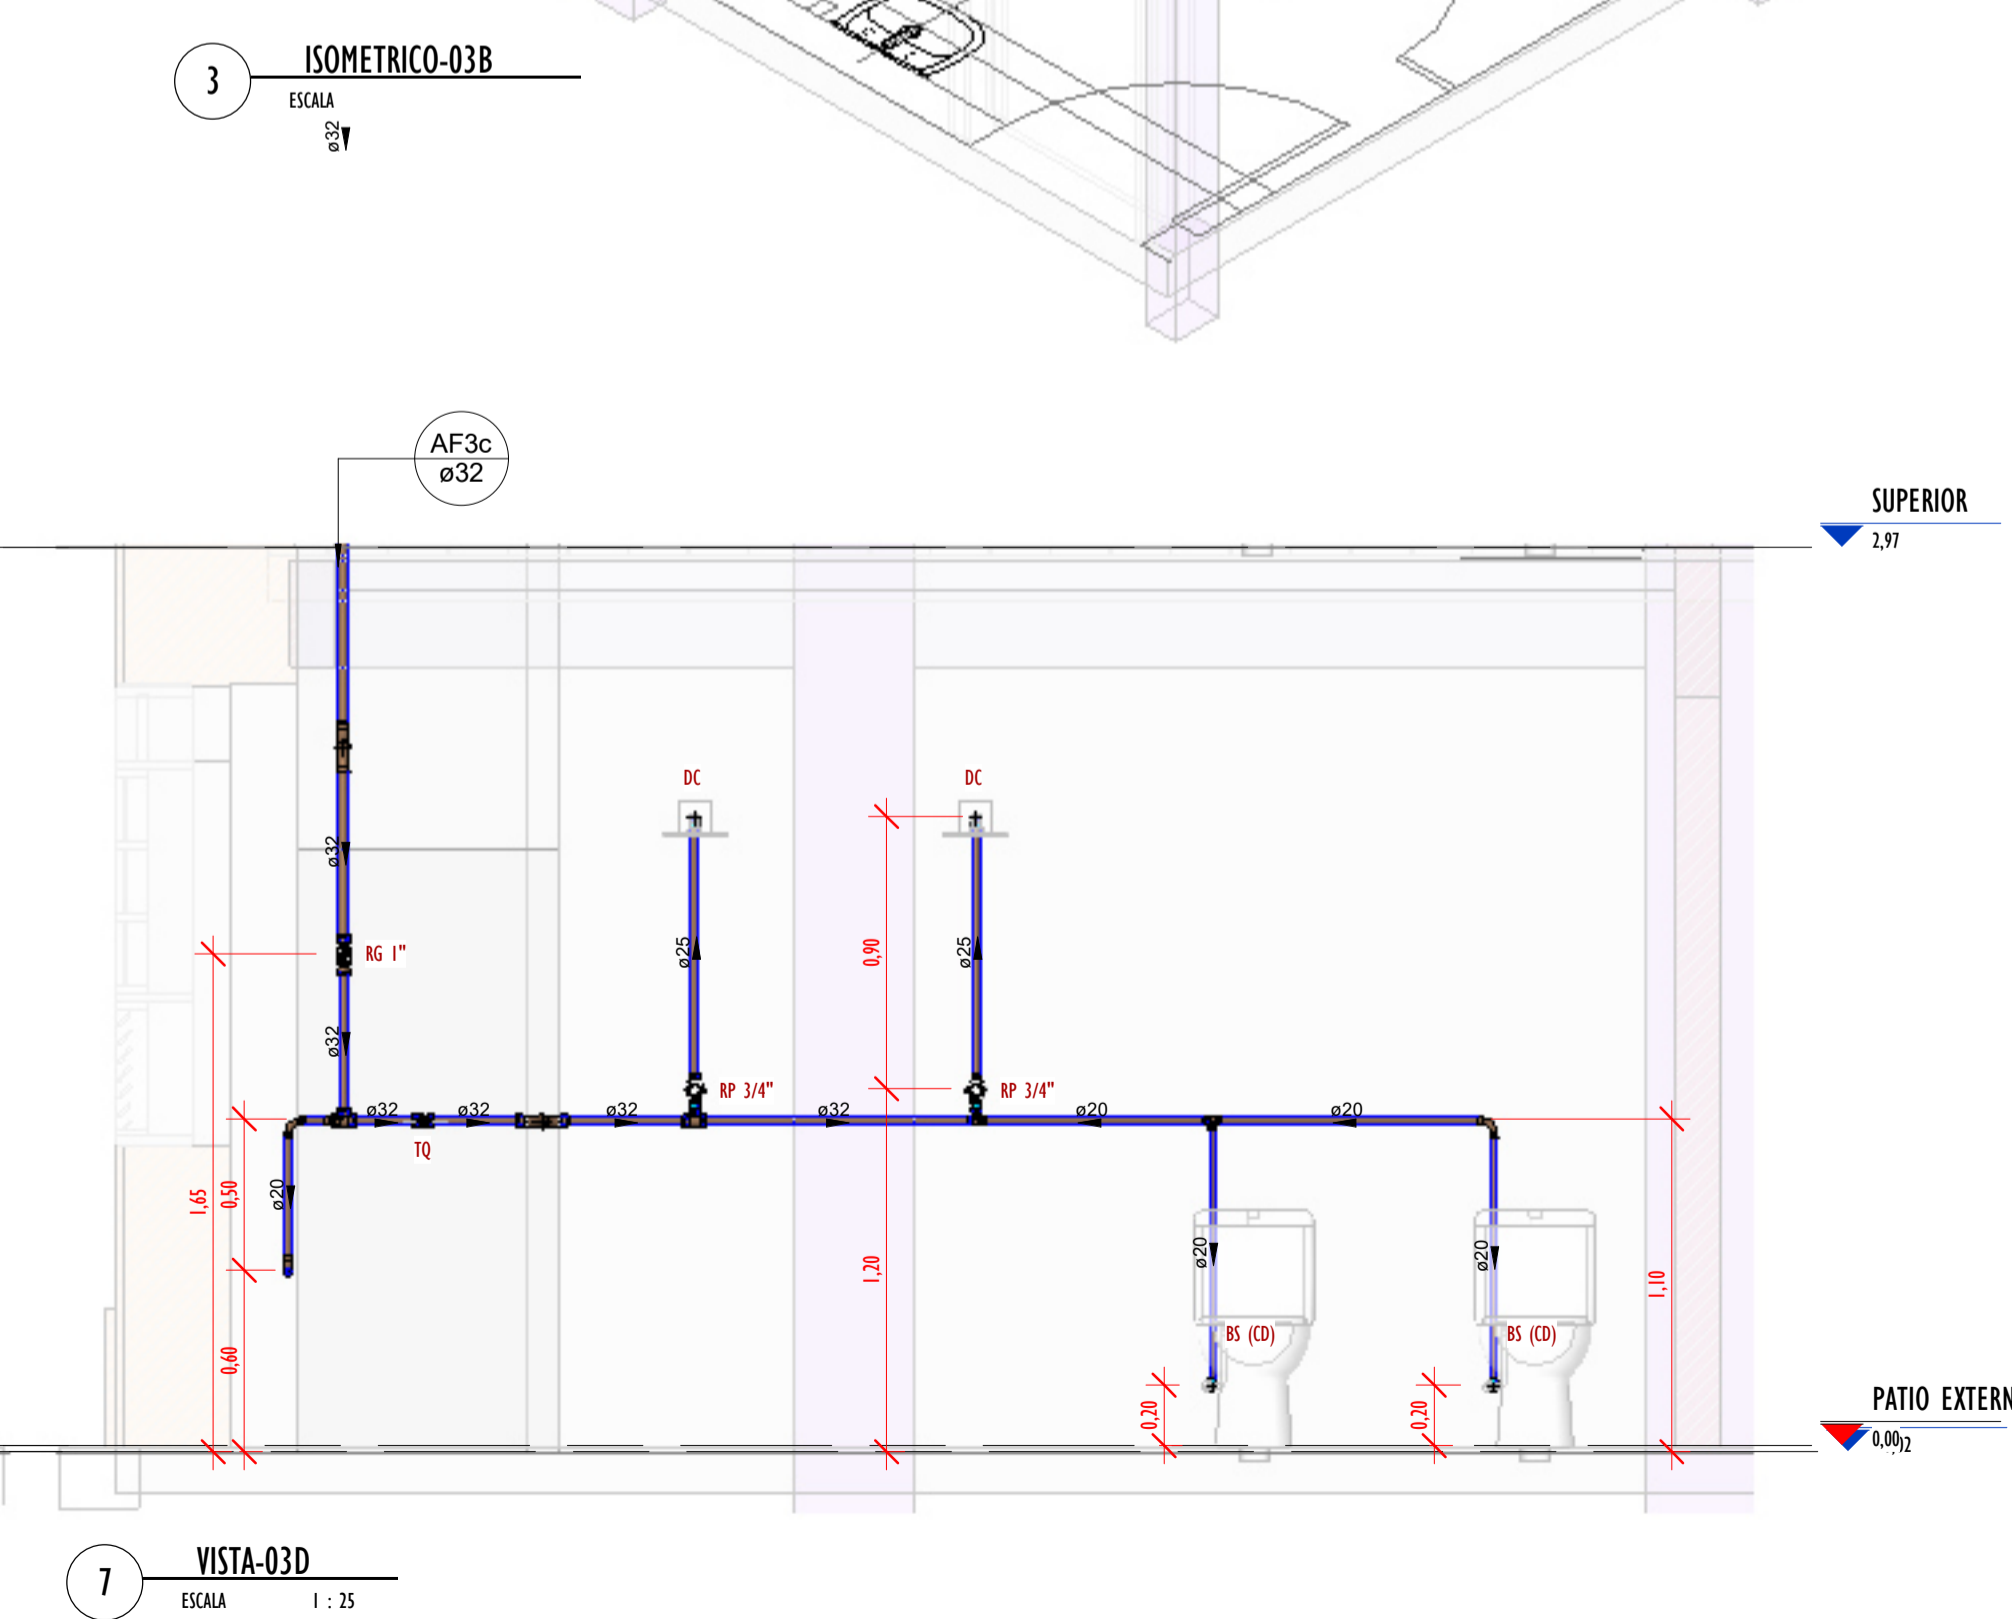 3
ISOMETRICO-03B
ESCALA
ø32
AF3c
ø32
SUPERIOR
2,97
DC
DC
ø32
RG 1"
ø25
0,90
ø25
ø32
RP 3/4"
RP 3/4"
ø32
ø32
ø32
ø32
ø20
ø20
TQ
1,65
0,50
ø20
1,20
ø20
ø20
1,10
BS (CD)
BS (CD)
0,60
0,20
0,20
PATIO EXTERN
0,00
7
VISTA-03D
ESCALA 1 : 25